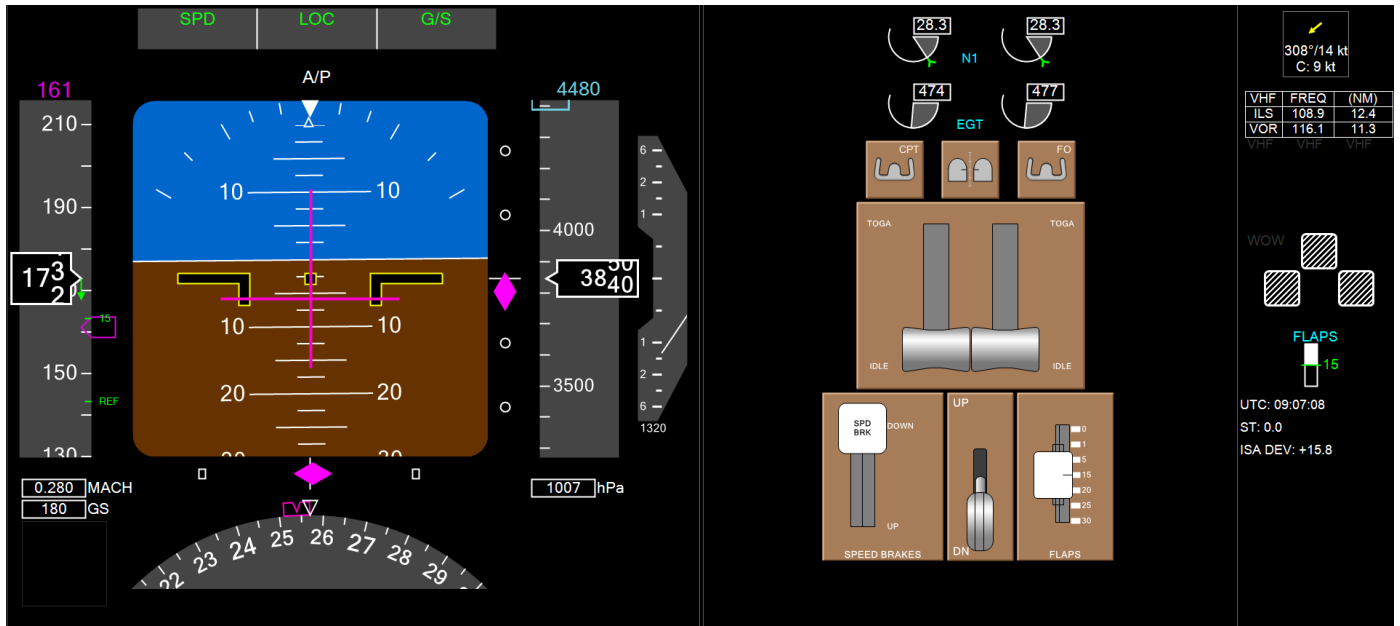 SPD LOC G/S
A/P
161
4480
210
190
173
2
15
150
REF
130
0.280 MACH
180 GS
10 10
10 10
20 20
30 30
4000
3850
40
3500
6
2
1
1
2
6
1320
1007 hPa
22 23 24 25 26 27 28 29
28.3 28.3
N1
474 477
EGT
CPT FO
TOGA TOGA
IDLE IDLE
SPD
BRK
DOWN
UP
SPEED BRAKES
UP
DN
0
1
5
15
20
25
30
FLAPS
308°/14 kt
C: 9 kt
VHF FREQ (NM)
ILS 108.9 12.4
VOR 116.1 11.3
VHF VHF VHF
WOW
FLAPS
15
UTC: 09:07:08
ST: 0.0
ISA DEV: +15.8